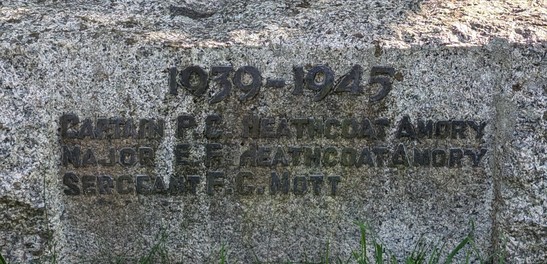 1939-1945
CAPTAIN P. G. HEATHCOAT AMORY
MAJOR E. F. HEATHCOAT AMORY
SERGEANT F. C. NOTT